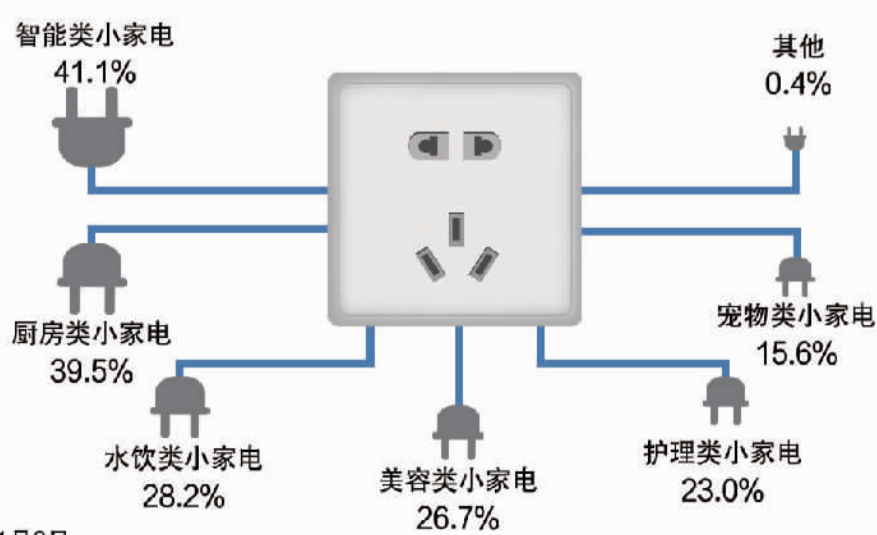 智能类小家电
41.1%
其他
0.4%
厨房类小家电
39.5%
宠物类小家电
15.6%
水饮类小家电
28.2%
美容类小家电
26.7%
护理类小家电
23.0%